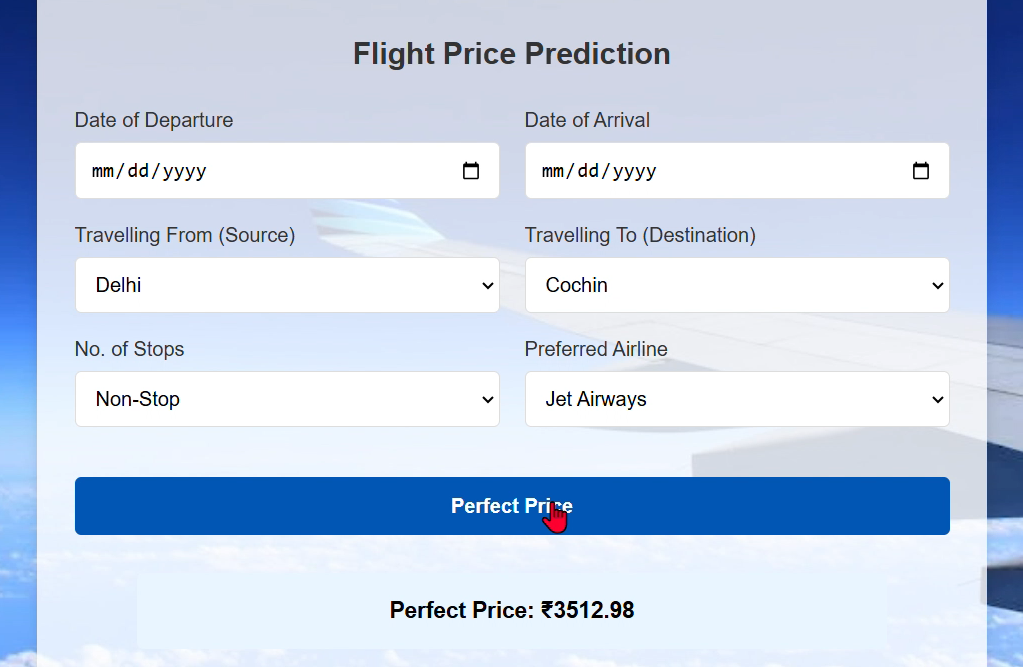 Flight Price Prediction
Date of Departure
Date of Arrival
mm/dd/yyyy
mm/dd/yyyy
Travelling From (Source)
Travelling To (Destination)
Delhi
Cochin
No. of Stops
Preferred Airline
Non-Stop
Jet Airways
Perfect Price
Perfect Price: ₹3512.98